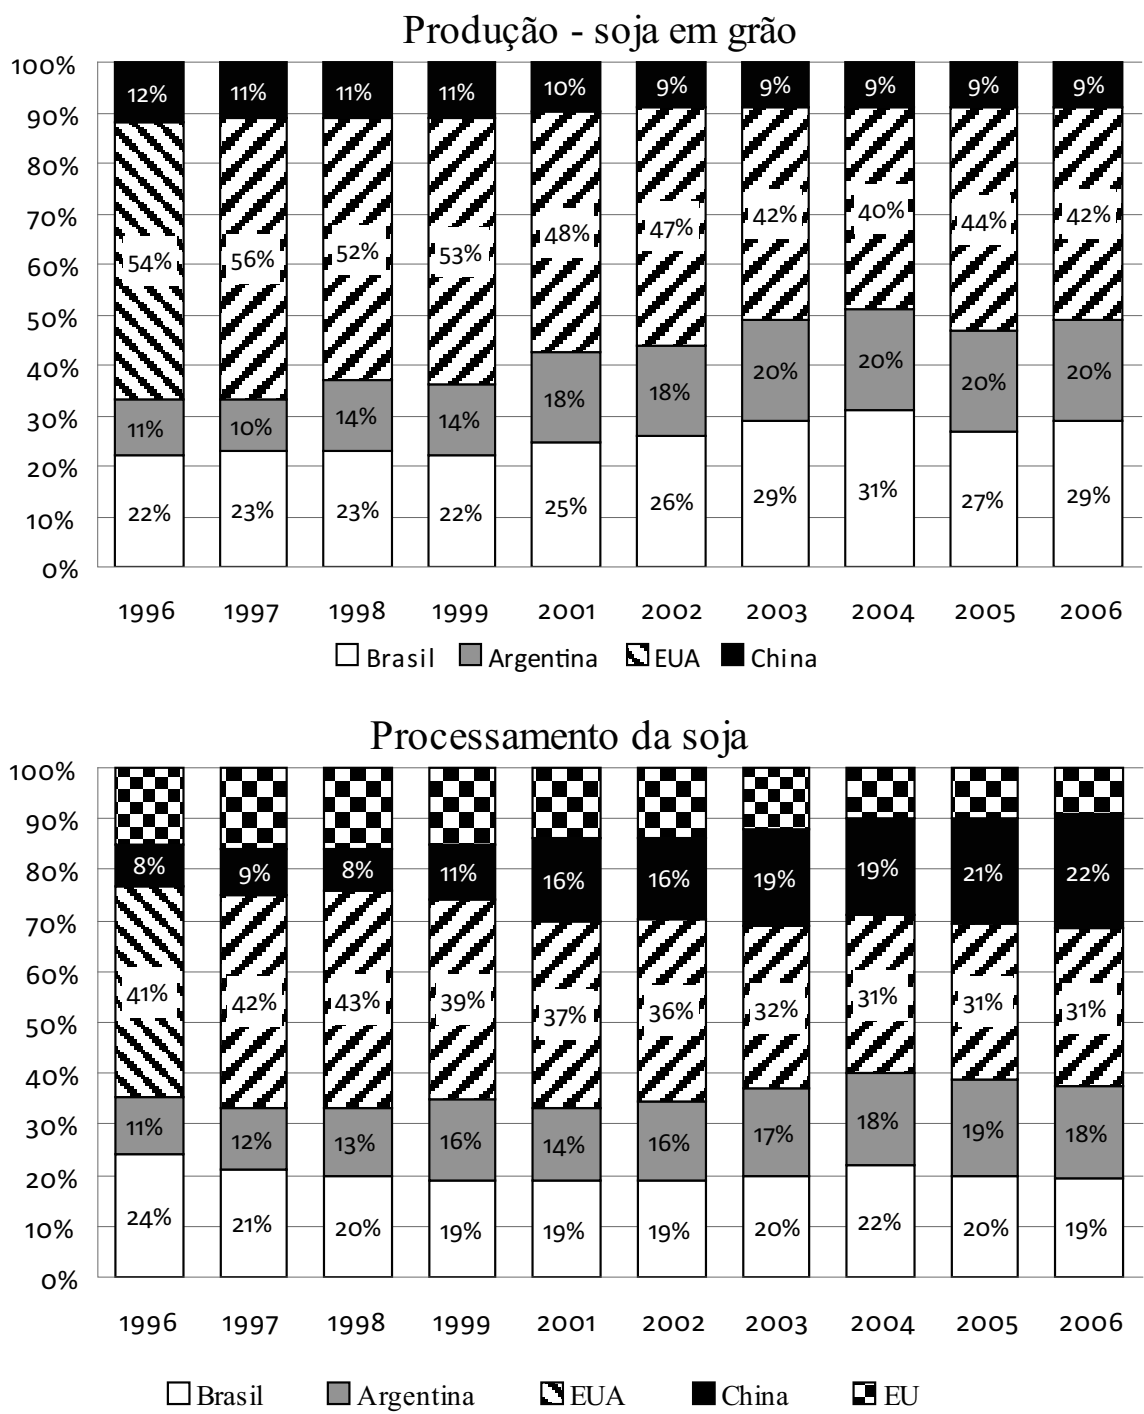 Produção - soja em grão
100%
90%
80%
70%
60%
50%
40%
30%
20%
10%
0%
12% 11% 11% 11% 10% 9% 9% 9% 9% 9%
54% 56% 52% 53% 48% 47% 42% 40% 44% 42%
11% 10% 14% 14% 18% 18% 20% 20% 20% 20%
22% 23% 23% 22% 25% 26% 29% 31% 27% 29%
1996 1997 1998 1999 2001 2002 2003 2004 2005 2006
Brasil Argentina EUA China
Processamento da soja
100%
90%
80%
70%
60%
50%
40%
30%
20%
10%
0%
8% 9% 8% 11% 16% 16% 19% 19% 21% 22%
41% 42% 43% 39% 37% 36% 32% 31% 31% 31%
11% 12% 13% 16% 14% 16% 17% 18% 19% 18%
24% 21% 20% 19% 19% 19% 20% 22% 20% 19%
1996 1997 1998 1999 2001 2002 2003 2004 2005 2006
Brasil Argentina EUA China EU